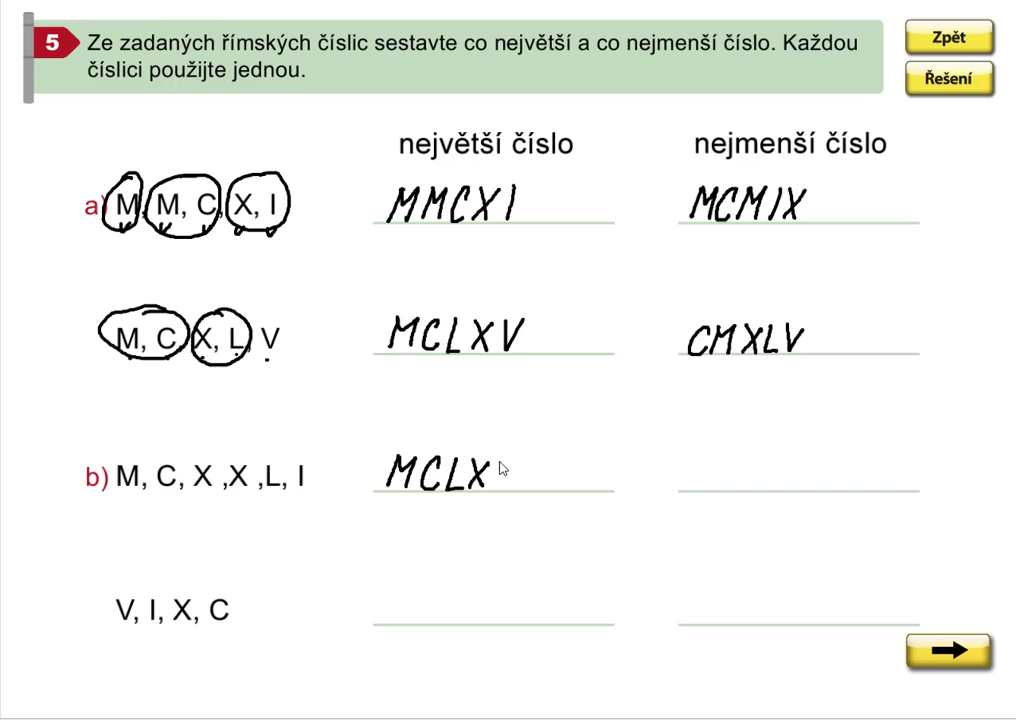 5 Ze zadaných římských číslic sestavte co největší a co nejmenší číslo. Každou
číslici použijte jednou.
Zpět
Řešení
největší číslo nejmenší číslo
a) M, M, C, X, I MMCXI MCMIX
M, C, X, L, V MCLXV CMXLV
b) M, C, X ,X ,L, I MCLX
V, I, X, C